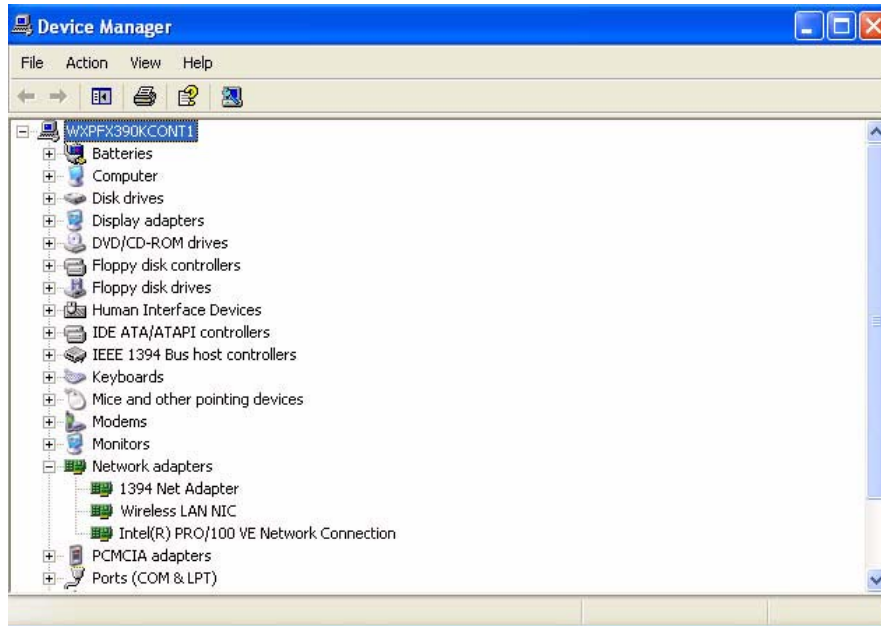 Device Manager
File Action View Help
WXPFX390KCONT1
Batteries
Computer
Disk drives
Display adapters
DVD/CD-ROM drives
Floppy disk controllers
Floppy disk drives
Human Interface Devices
IDE ATA/ATAPI controllers
IEEE 1394 Bus host controllers
Keyboards
Mice and other pointing devices
Modems
Monitors
Network adapters
1394 Net Adapter
Wireless LAN NIC
Intel(R) PRO/100 VE Network Connection
PCMCIA adapters
Ports (COM & LPT)